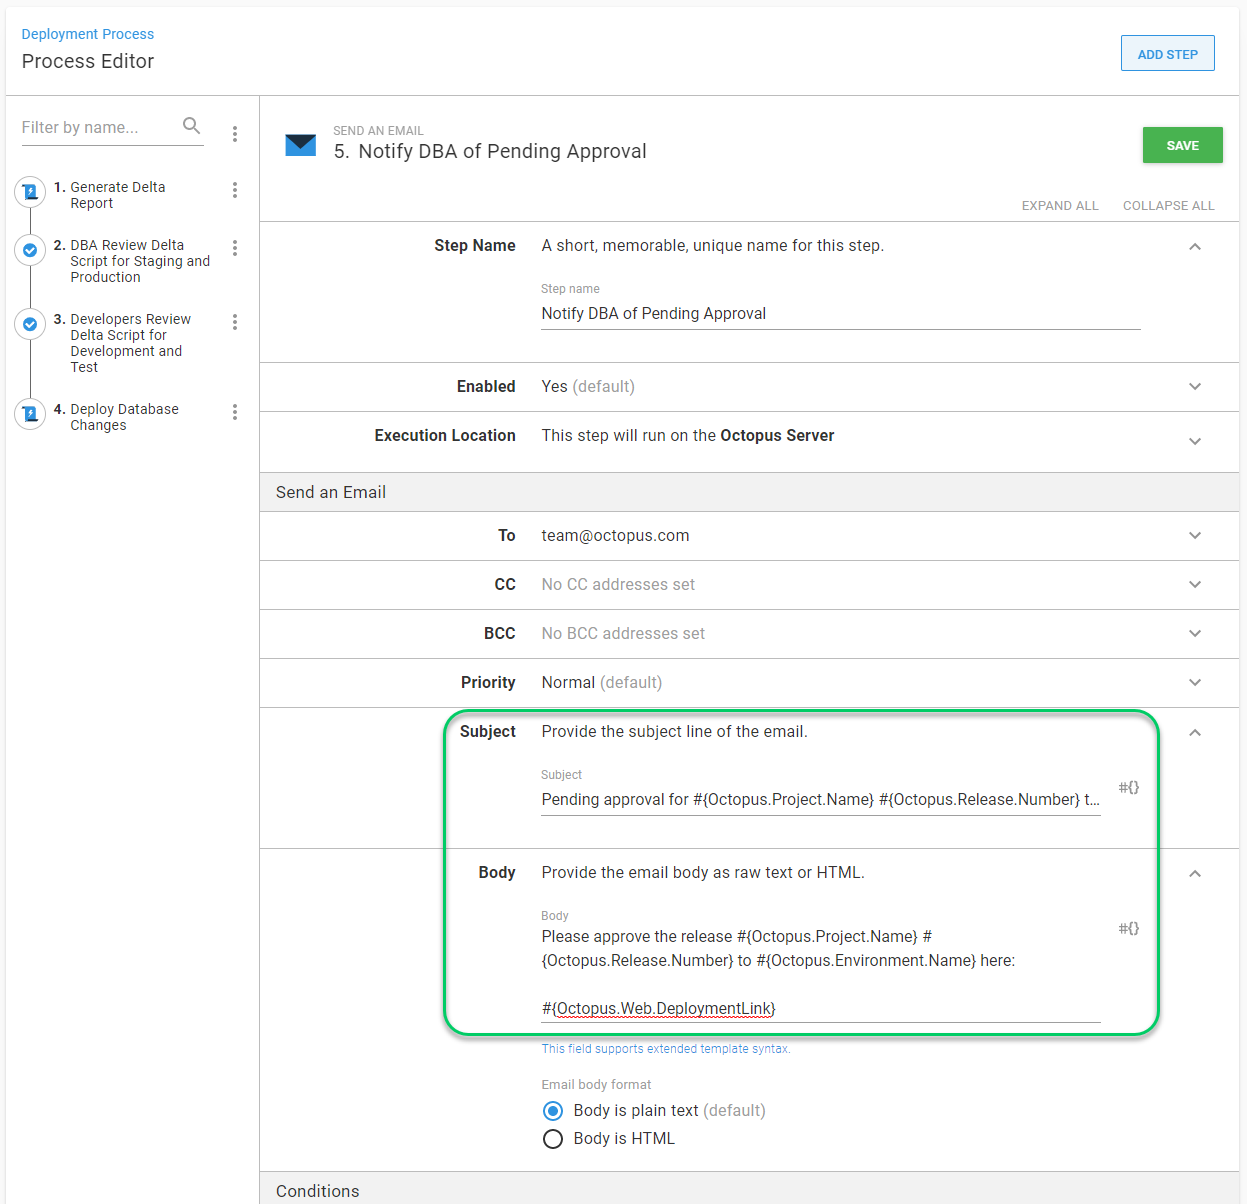 Deployment Process
Process Editor
ADD STEP
Filter by name...
1. Generate Delta
Report
2. DBA Review Delta
Script for Staging and
Production
3. Developers Review
Delta Script for
Development and
Test
4. Deploy Database
Changes
SEND AN EMAIL
5. Notify DBA of Pending Approval
SAVE
EXPAND ALL COLLAPSE ALL
Step Name A short, memorable, unique name for this step.
Step name
Notify DBA of Pending Approval
Enabled Yes (default)
Execution Location This step will run on the Octopus Server
Send an Email
To team@octopus.com
CC No CC addresses set
BCC No BCC addresses set
Priority Normal (default)
Subject Provide the subject line of the email.
Subject
#{}
Pending approval for #{Octopus.Project.Name} #{Octopus.Release.Number} t...
Body Provide the email body as raw text or HTML.
Body
#{}
Please approve the release #{Octopus.Project.Name} #
{Octopus.Release.Number} to #{Octopus.Environment.Name} here:
#{Octopus.Web.DeploymentLink}
This field supports extended template syntax.
Email body format
Body is plain text (default)
Body is HTML
Conditions